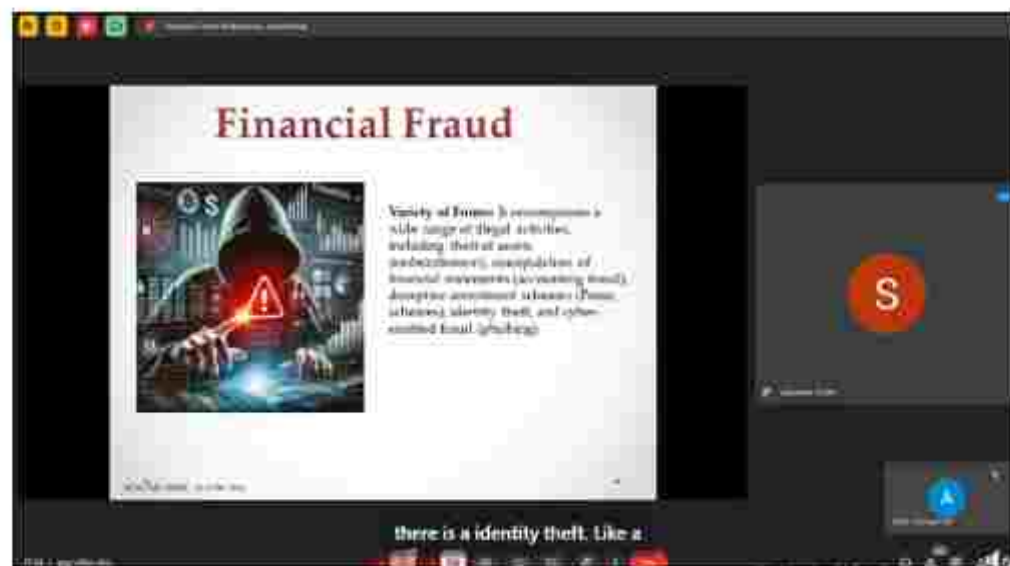 Financial Fraud
Variety of Forms: It encompasses a
wide range of illegal activities,
including theft of assets
(embezzlement), manipulation of
financial statements (accounting fraud),
deceptive investment schemes (Ponzi
schemes), identity theft, and cyber-
enabled fraud (phishing)
S
A
there is a identity theft. Like a